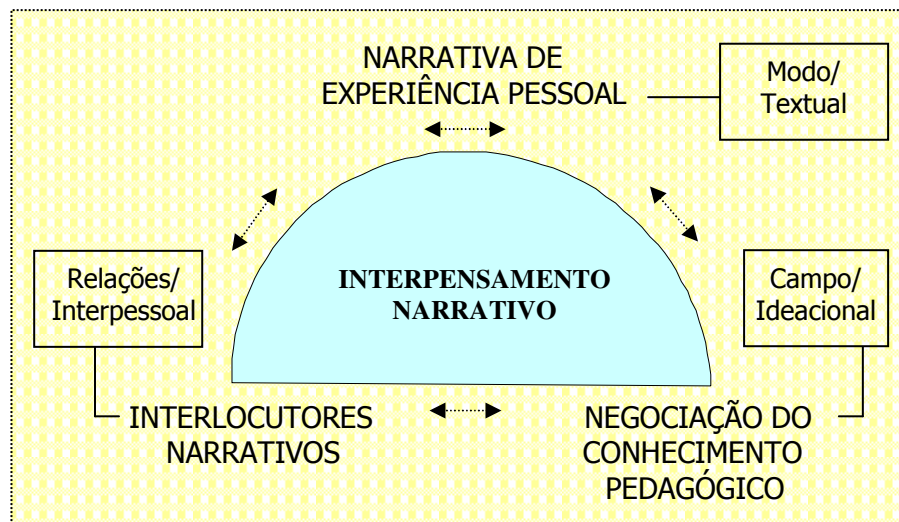 NARRATIVA DE
EXPERIÊNCIA PESSOAL
Modo/
Textual
Relações/
Interpessoal
INTERPENSAMENTO
NARRATIVO
Campo/
Ideacional
INTERLOCUTORES
NARRATIVOS
NEGOCIAÇÃO DO
CONHECIMENTO
PEDAGÓGICO